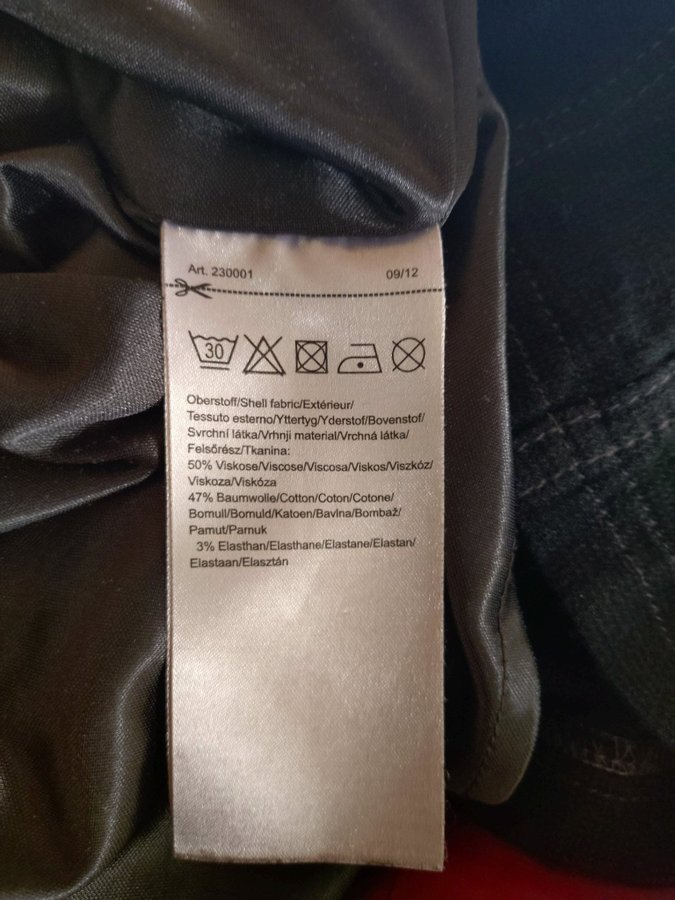 Art. 230001 09/12
30
Oberstoff/Shell fabric/Extérieur/
Tessuto esterno/Yttertyg/Yderstof/Bovenstof/
Svrchní látka/Vrhnji material/Vrchná látka/
Felsőrész/Tkanina:
50% Viskose/Viscose/Viscosa/Viskos/Viszkóz/
Viskoza/Viskóza
47% Baumwolle/Cotton/Coton/Cotone/
Bomull/Bomuld/Katoen/Bavlna/Bombaž/
Pamut/Pamuk
3% Elasthan/Elasthane/Elastane/Elastan/
Elastaan/Elasztán